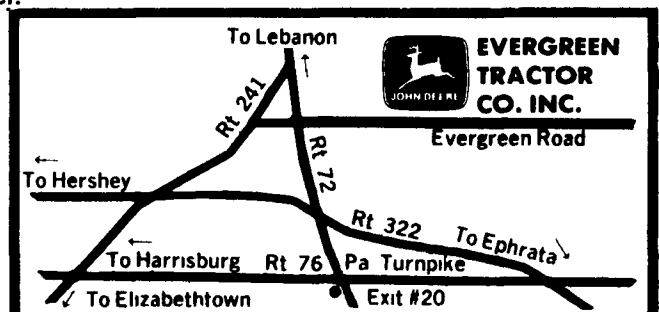 To Lebanon
EVERGREEN
TRACTOR
CO. INC.
JOHN DEERE
Rt 241
Evergreen Road
Rt 72
To Hershey
Rt 322
To Ephrata
To Harrisburg Rt 76 Pa Turnpike
To Elizabethtown
Exit #20